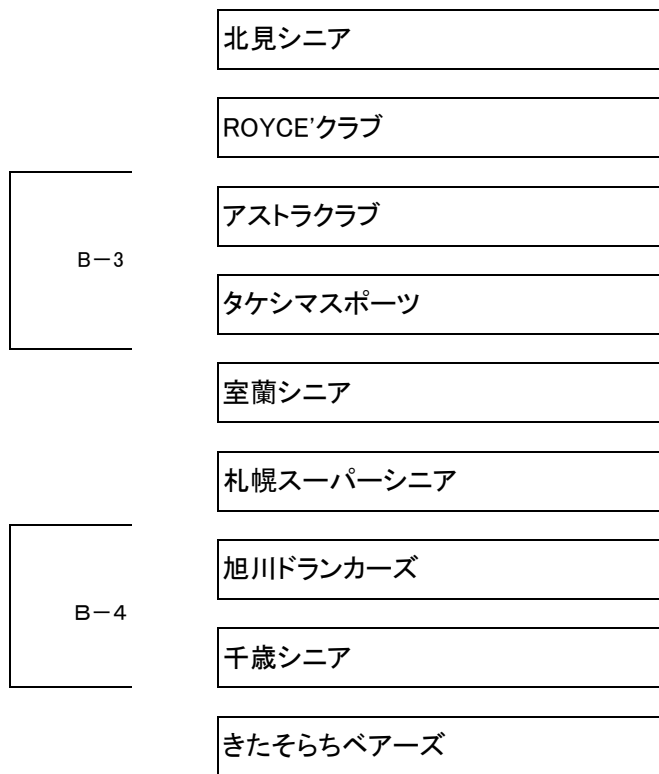 北見シニア
ROYCE’クラブ
アストラクラブ
B－3
タケシマスポーツ
室蘭シニア
札幌スーパーシニア
旭川ドランカーズ
B－4
千歳シニア
きたそらちベアーズ